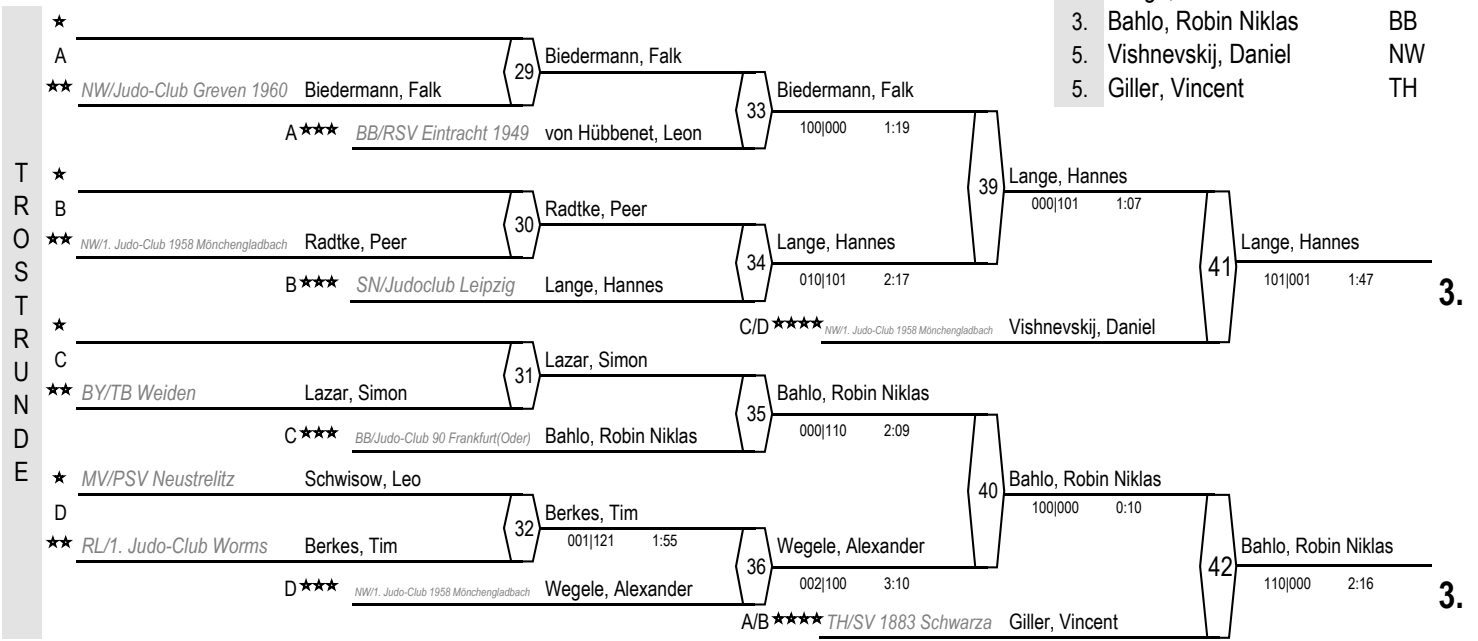 3. Bahlo, Robin Niklas BB
5. Vishnevskij, Daniel NW
5. Giller, Vincent TH
TROSTRUNDE
A
NW/Judo-Club Greven 1960 Biedermann, Falk
29
Biedermann, Falk
A BB/RSV Eintracht 1949 von Hübbenet, Leon
33
Biedermann, Falk
100|000 1:19
B
NW/1. Judo-Club 1958 Mönchengladbach Radtke, Peer
30
Radtke, Peer
B SN/Judoclub Leipzig Lange, Hannes
34
Lange, Hannes
010|101 2:17
39
Lange, Hannes
000|101 1:07
C/D NW/1. Judo-Club 1958 Mönchengladbach Vishnevskij, Daniel
41
Lange, Hannes
101|001 1:47
3.
C
BY/TB Weiden Lazar, Simon
31
Lazar, Simon
C BB/Judo-Club 90 Frankfurt(Oder) Bahlo, Robin Niklas
35
Bahlo, Robin Niklas
000|110 2:09
MV/PSV Neustrelitz Schwisow, Leo
D
RL/1. Judo-Club Worms Berkes, Tim
32
Berkes, Tim
001|121 1:55
D NW/1. Judo-Club 1958 Mönchengladbach Wegele, Alexander
36
Wegele, Alexander
002|100 3:10
40
Bahlo, Robin Niklas
100|000 0:10
A/B TH/SV 1883 Schwarza Giller, Vincent
42
Bahlo, Robin Niklas
110|000 2:16
3.